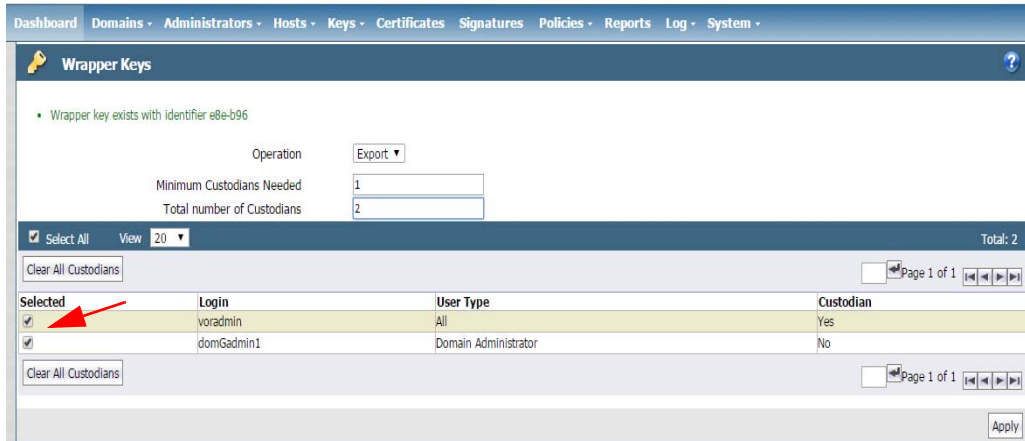 Dashboard Domains Administrators Hosts Keys Certificates Signatures Policies Reports Log System
Wrapper Keys ?
Wrapper key exists with identifier e8e-b96
Operation Export
Minimum Custodians Needed 1
Total number of Custodians 2
Select All View 20 Total: 2
Clear All Custodians Page 1 of 1
Selected Login User Type Custodian
voradmin All Yes
domGadmin1 Domain Administrator No
Clear All Custodians Page 1 of 1
Apply